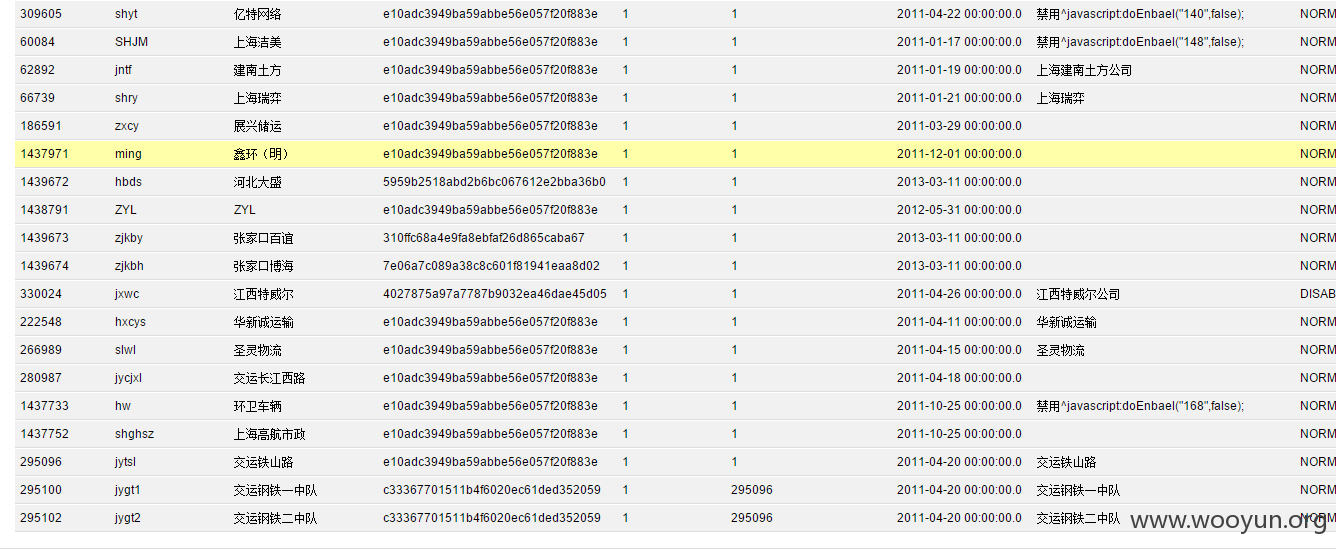 309605 shyt 亿特网络 e10adc3949ba59abbe56e057f20f883e 1 1 2011-04-22 00:00:00.0 禁用^javascript:doEnbael("140",false); NORM
60084 SHJM 上海洁美 e10adc3949ba59abbe56e057f20f883e 1 1 2011-01-17 00:00:00.0 禁用^javascript:doEnbael("148",false); NORM
62892 jntf 建南土方 e10adc3949ba59abbe56e057f20f883e 1 1 2011-01-19 00:00:00.0 上海建南土方公司 NORM
66739 shry 上海瑞弈 e10adc3949ba59abbe56e057f20f883e 1 1 2011-01-21 00:00:00.0 上海瑞弈 NORM
186591 zxcy 展兴储运 e10adc3949ba59abbe56e057f20f883e 1 1 2011-03-29 00:00:00.0 NORM
1437971 ming 鑫环（明） e10adc3949ba59abbe56e057f20f883e 1 1 2011-12-01 00:00:00.0 NORM
1439672 hbds 河北大盛 5959b2518abd2b6bc067612e2bba36b0 1 1 2013-03-11 00:00:00.0 NORM
1438791 ZYL ZYL e10adc3949ba59abbe56e057f20f883e 1 1 2012-05-31 00:00:00.0 NORM
1439673 zjkby 张家口百谊 310ffc68a4e9fa8ebfaf26d865caba67 1 1 2013-03-11 00:00:00.0 NORM
1439674 zjkbh 张家口博海 7e06a7c089a38c8c601f81941eaa8d02 1 1 2013-03-11 00:00:00.0 NORM
330024 jxwc 江西特威尔 4027875a97a7787b9032ea46dae45d05 1 1 2011-04-26 00:00:00.0 江西特威尔公司 DISAB
222548 hxcys 华新诚运输 e10adc3949ba59abbe56e057f20f883e 1 1 2011-04-11 00:00:00.0 华新诚运输 NORM
266989 slwl 圣灵物流 e10adc3949ba59abbe56e057f20f883e 1 1 2011-04-15 00:00:00.0 圣灵物流 NORM
280987 jycjxl 交运长江西路 e10adc3949ba59abbe56e057f20f883e 1 1 2011-04-18 00:00:00.0 NORM
1437733 hw 环卫车辆 e10adc3949ba59abbe56e057f20f883e 1 1 2011-10-25 00:00:00.0 禁用^javascript:doEnbael("168",false); NORM
1437752 shghsz 上海高航市政 e10adc3949ba59abbe56e057f20f883e 1 1 2011-10-25 00:00:00.0 NORM
295096 jytsl 交运铁山路 e10adc3949ba59abbe56e057f20f883e 1 1 2011-04-20 00:00:00.0 交运铁山路 NORM
295100 jygt1 交运钢铁一中队 c33367701511b4f6020ec61ded352059 1 295096 2011-04-20 00:00:00.0 交运钢铁一中队 NORM
295102 jygt2 交运钢铁二中队 c33367701511b4f6020ec61ded352059 1 295096 2011-04-20 00:00:00.0 交运钢铁二中队 NORM
www.wooyun.org